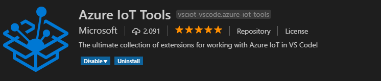 Azure IoT Tools vsciot-vscode.azure-iot-tools
Microsoft | 2,091 | ★★★★★ | Repository | License
The ultimate collection of extensions for working with Azure IoT in VS Code!
Disable ▾ Uninstall